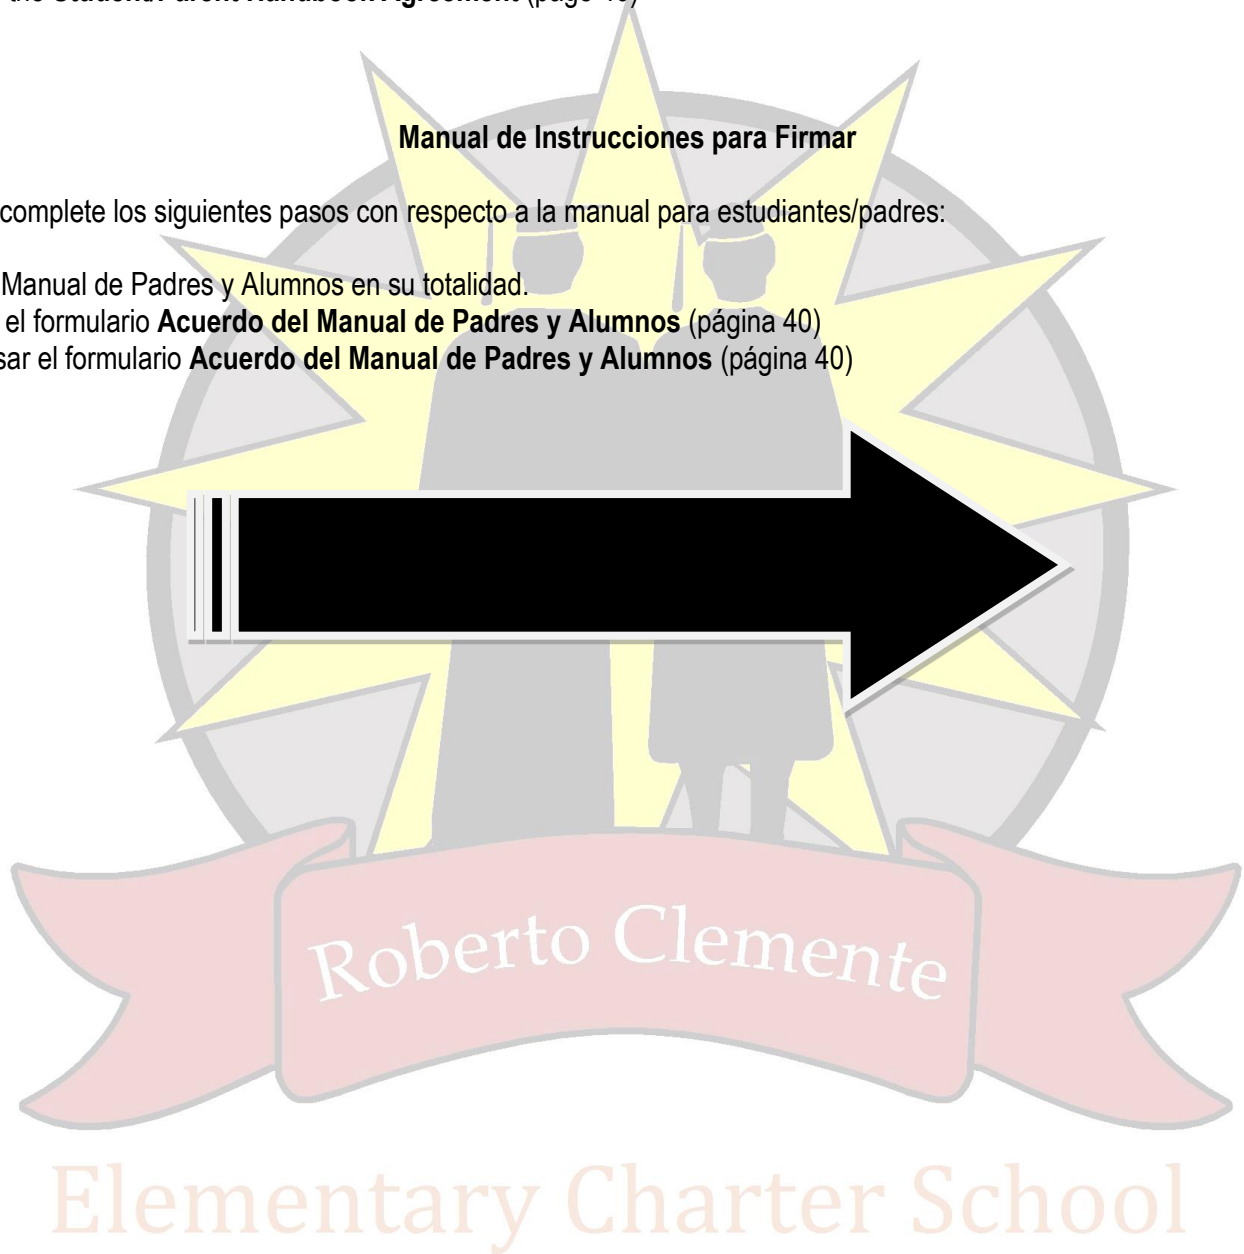 the Student/Parent Handbook Agreement (page 40)
Manual de Instrucciones para Firmar
complete los siguientes pasos con respecto a la manual para estudiantes/padres:
Manual de Padres y Alumnos en su totalidad.
el formulario Acuerdo del Manual de Padres y Alumnos (página 40)
sar el formulario Acuerdo del Manual de Padres y Alumnos (página 40)
Roberto Clemente
Elementary Charter School